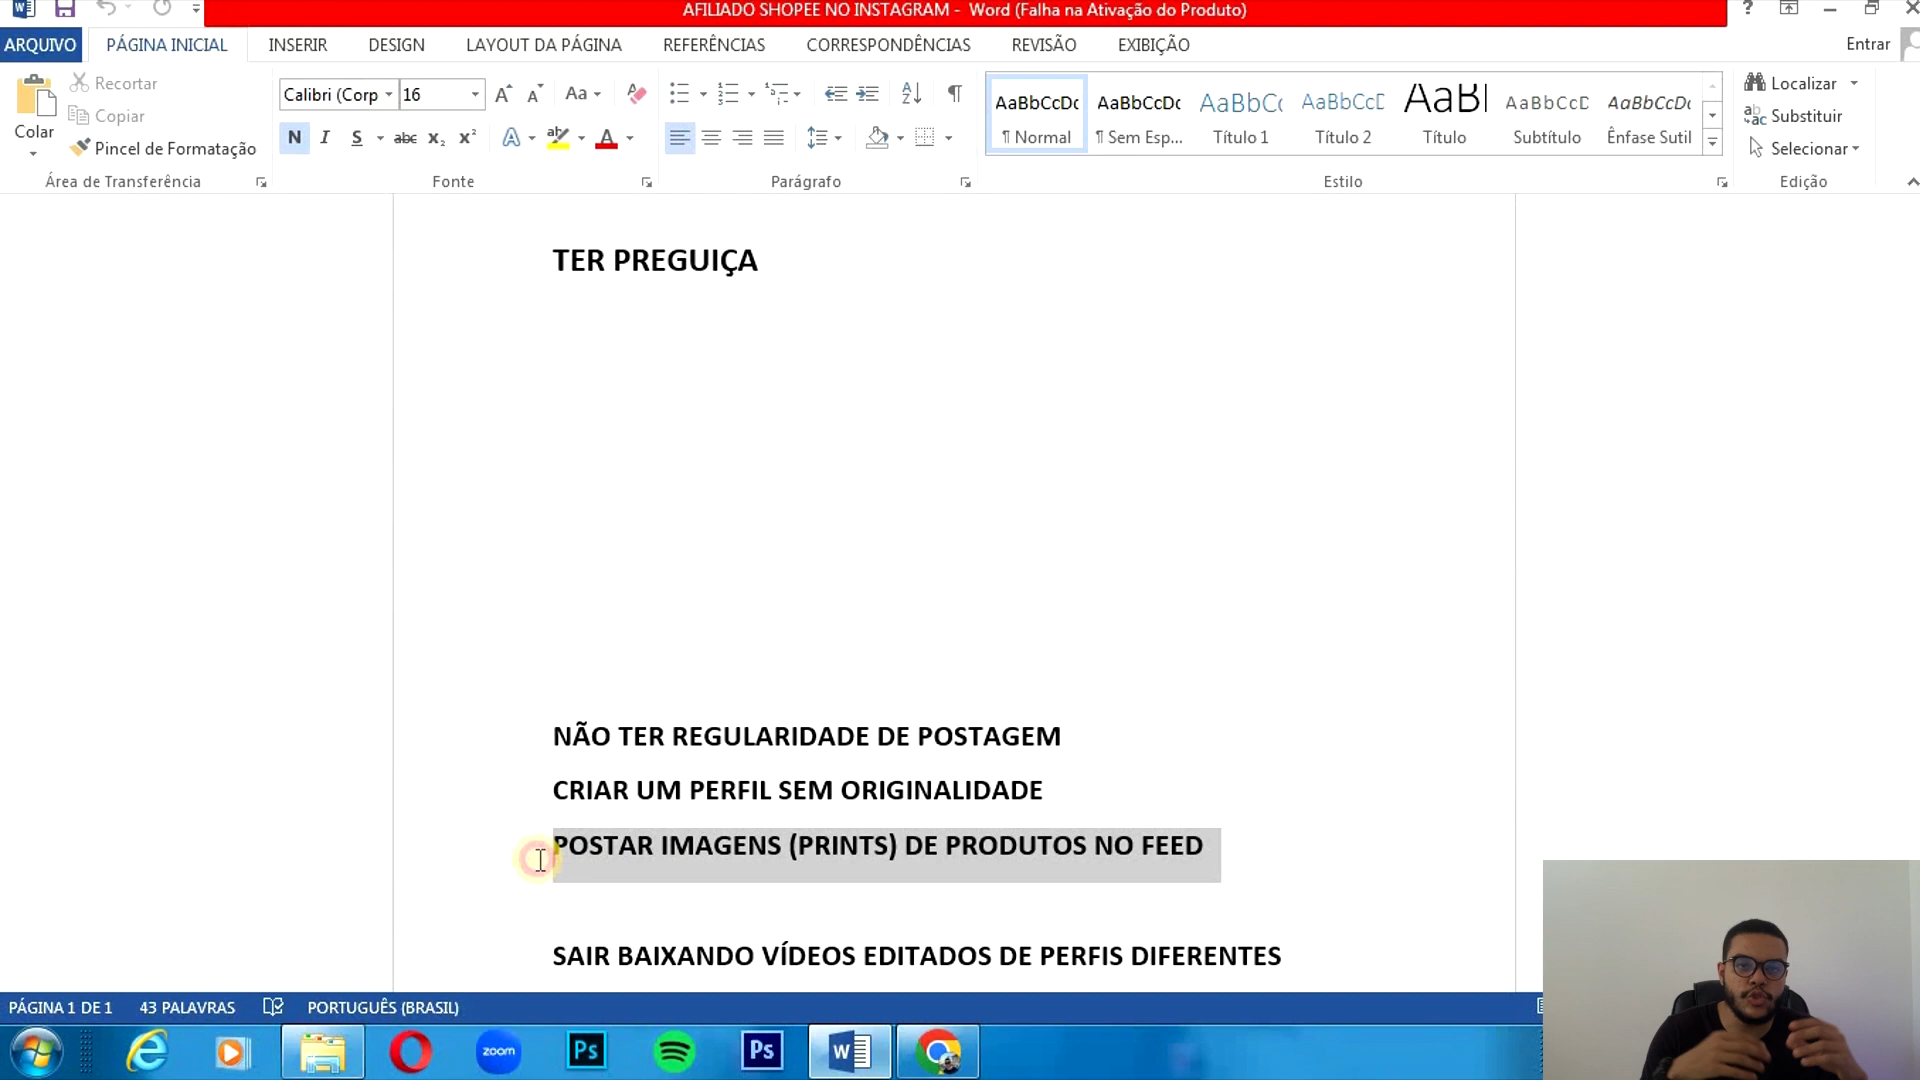 AFILIADO SHOPEE NO INSTAGRAM - Word (Falha na Ativação do Produto)
ARQUIVO PÁGINA INICIAL INSERIR DESIGN LAYOUT DA PÁGINA REFERÊNCIAS CORRESPONDÊNCIAS REVISÃO EXIBIÇÃO Entrar
Colar
Recortar
Copiar
Pincel de Formatação
Área de Transferência
Calibri (Corp 16
Fonte
Parágrafo
AaBbCcDc AaBbCcDc AaBbC AaBbCcD AaB AaBbCcD AaBbCcDc
¶ Normal ¶ Sem Esp... Título 1 Título 2 Título Subtítulo Ênfase Sutil
Estilo
Localizar
Substituir
Selecionar
Edição
TER PREGUIÇA
NÃO TER REGULARIDADE DE POSTAGEM
CRIAR UM PERFIL SEM ORIGINALIDADE
POSTAR IMAGENS (PRINTS) DE PRODUTOS NO FEED
SAIR BAIXANDO VÍDEOS EDITADOS DE PERFIS DIFERENTES
PÁGINA 1 DE 1 43 PALAVRAS PORTUGUÊS (BRASIL)
zoom Ps Ps W